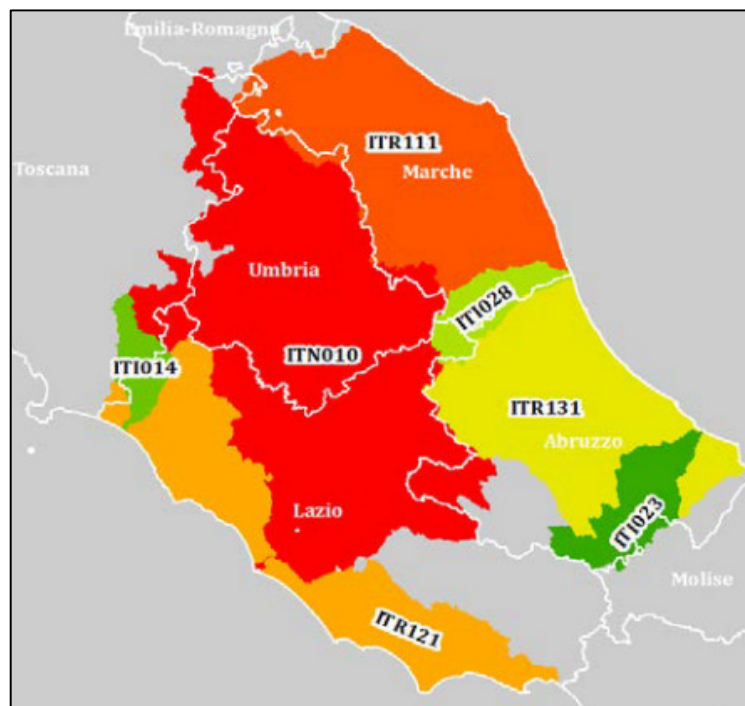 Emilia-Romagna
ITR111
Marche
Toscana
Umbria
ITI028
ITN010
ITI014
ITR131
Abruzzo
Lazio
ITI023
Molise
ITR121